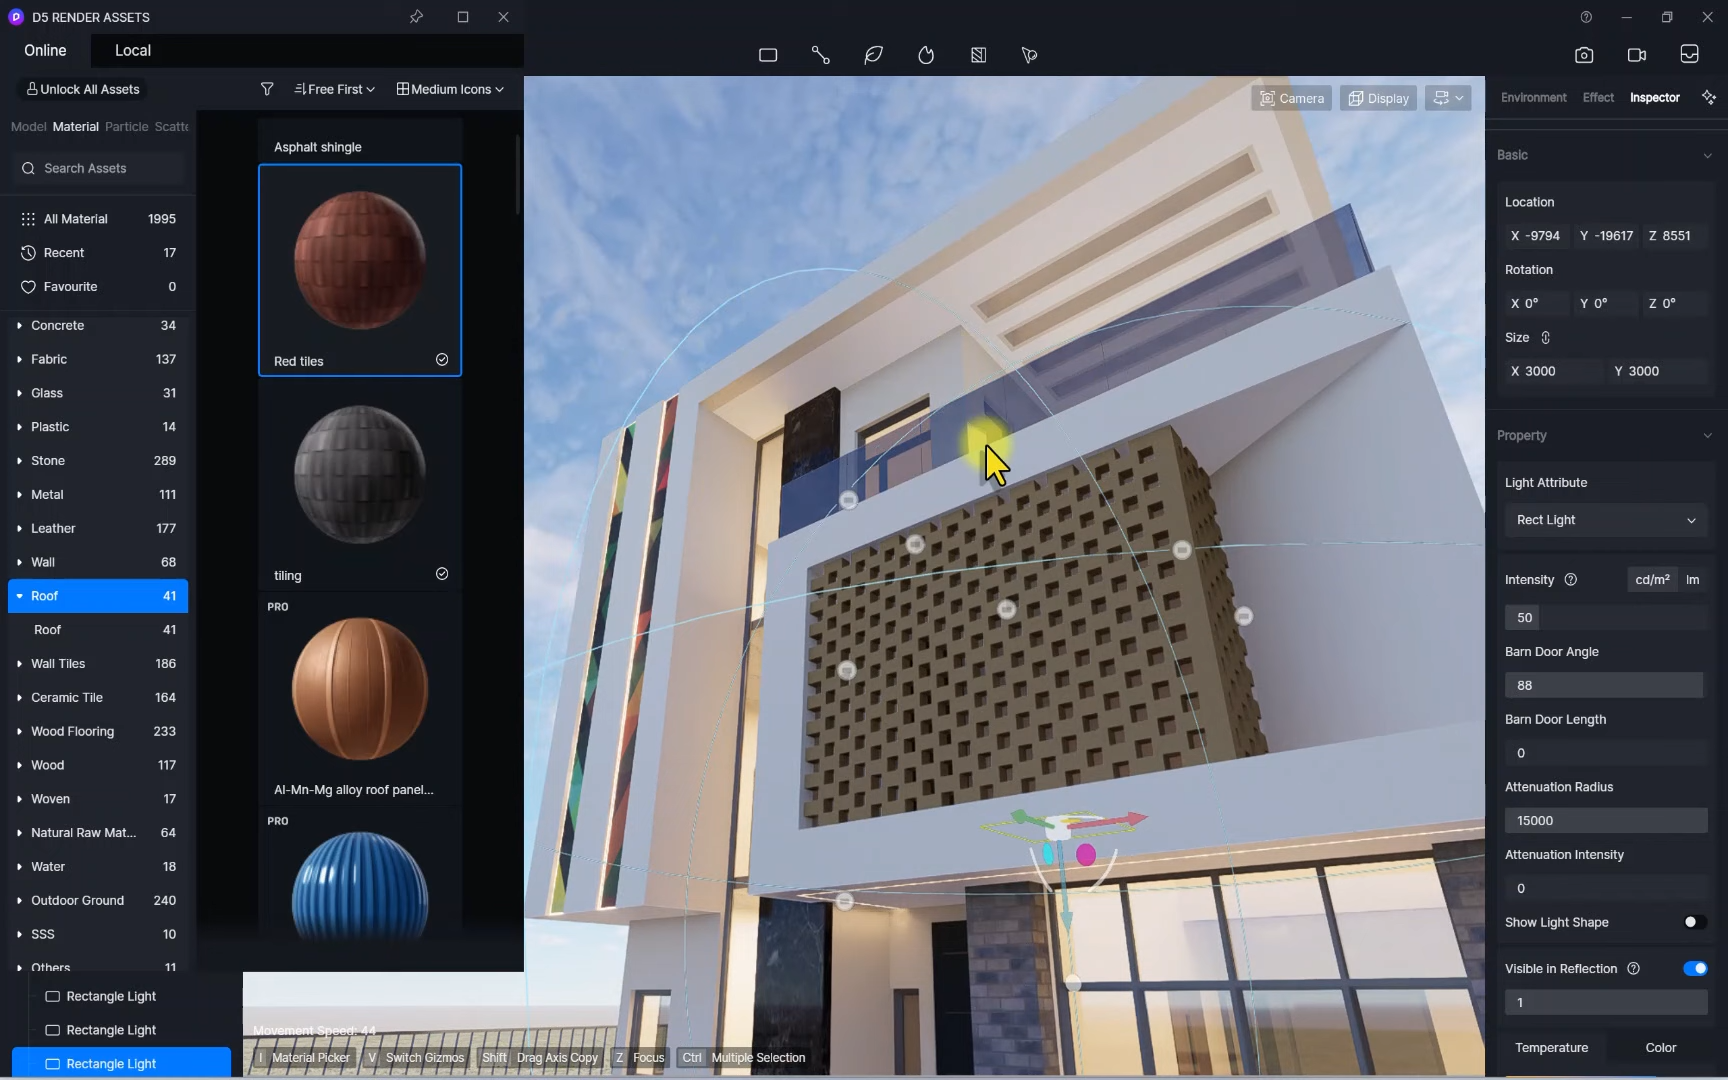 D5 RENDER ASSETS
Online
Local
Unlock All Assets
Free First
Medium Icons
Model Material Particle Scatte
Search Assets
All Material 1995
Recent 17
Favourite 0
Concrete 34
Fabric 137
Glass 31
Plastic 14
Stone 289
Metal 111
Leather 177
Wall 68
Roof 41
Roof 41
Wall Tiles 186
Ceramic Tile 164
Wood Flooring 233
Wood 117
Woven 17
Natural Raw Mat... 64
Water 18
Outdoor Ground 240
SSS 10
Others 11
Rectangle Light
Rectangle Light
Rectangle Light
Asphalt shingle
Red tiles
tiling
PRO
Al-Mn-Mg alloy roof panel...
PRO
Camera
Display
Movement Speed: 44
I Material Picker V Switch Gizmos Shift Drag Axis Copy Z Focus Ctrl Multiple Selection
Environment Effect Inspector
Basic
Location
X -9794 Y -19617 Z 8551
Rotation
X 0° Y 0° Z 0°
Size
X 3000 Y 3000
Property
Light Attribute
Rect Light
Intensity cd/m² lm
50
Barn Door Angle
88
Barn Door Length
0
Attenuation Radius
15000
Attenuation Intensity
0
Show Light Shape
Visible in Reflection
1
Temperature Color